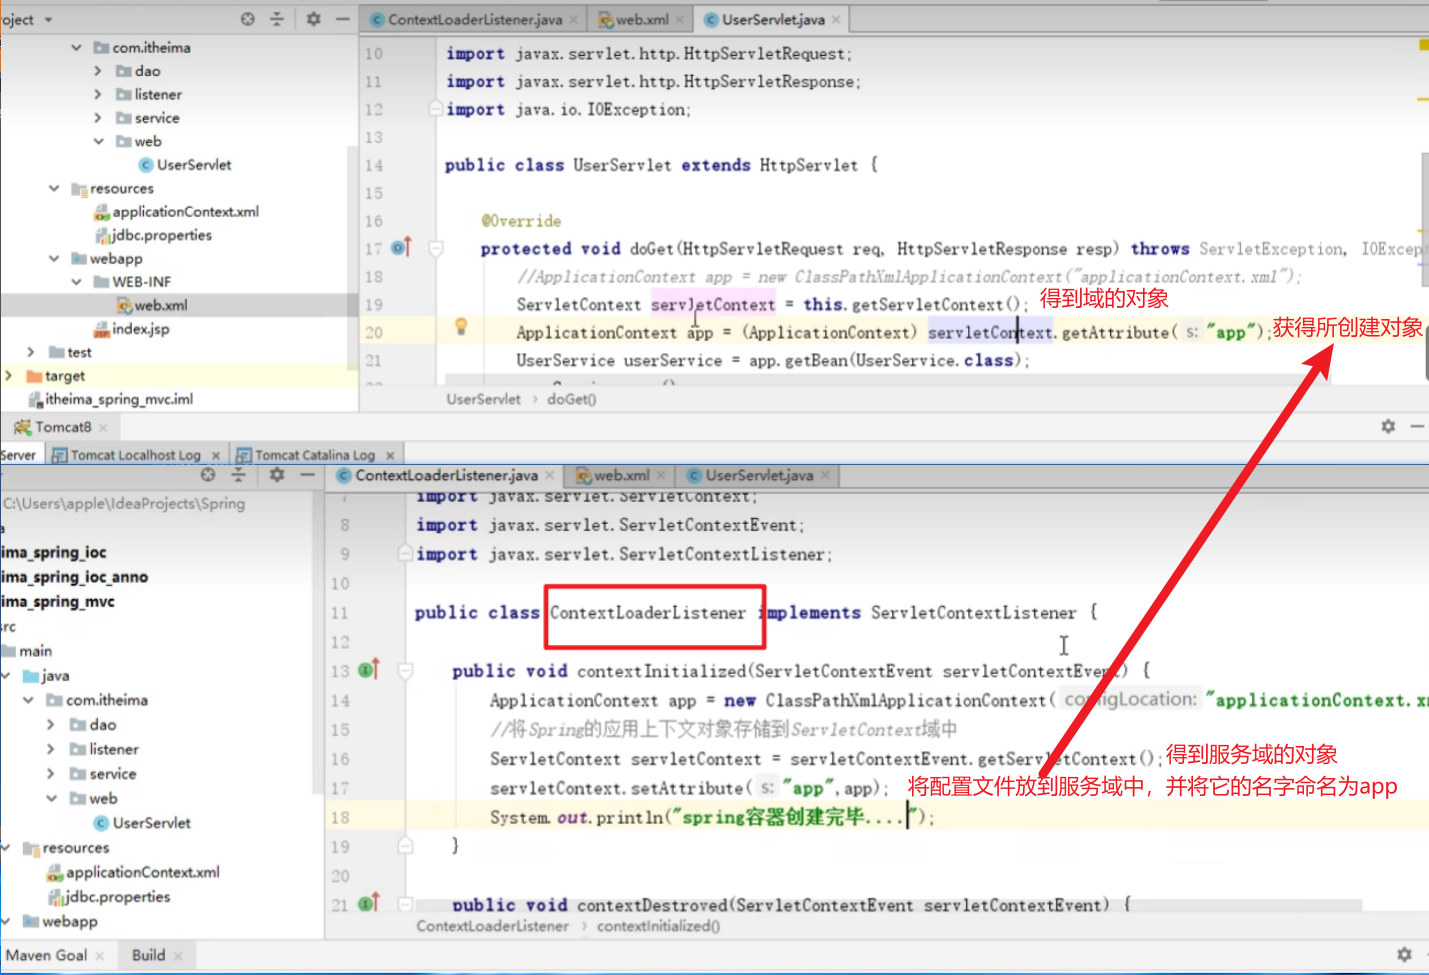 roject
ContextLoaderListener.java
web.xml
UserServlet.java
com.itheima
dao
listener
service
web
UserServlet
resources
applicationContext.xml
jdbc.properties
webapp
WEB-INF
web.xml
index.jsp
test
target
itheima_spring_mvc.iml
10 import javax.servlet.http.HttpServletRequest;
11 import javax.servlet.http.HttpServletResponse;
12 import java.io.IOException;
13
14 public class UserServlet extends HttpServlet {
15
16 @Override
17 protected void doGet(HttpServletRequest req, HttpServletResponse resp) throws ServletException, IOExcep
18 //ApplicationContext app = new ClassPathXmlApplicationContext("applicationContext.xml");
19 ServletContext servletContext = this.getServletContext(); 得到域的对象
20 ApplicationContext app = (ApplicationContext) servletContext.getAttribute( s: "app"); 获得所创建对象
21 UserService userService = app.getBean(UserService.class);
UserServlet › doGet()
Tomcat8
Server
Tomcat Localhost Log
Tomcat Catalina Log
ContextLoaderListener.java
web.xml
UserServlet.java
C:\Users\apple\IdeaProjects\Spring
a
ima_spring_ioc
ima_spring_ioc_anno
ima_spring_mvc
rc
main
java
com.itheima
dao
listener
service
web
UserServlet
resources
applicationContext.xml
jdbc.properties
webapp
7 import javax.servlet.ServletContext;
8 import javax.servlet.ServletContextEvent;
9 import javax.servlet.ServletContextListener;
10
11 public class ContextLoaderListener implements ServletContextListener {
12
13 public void contextInitialized(ServletContextEvent servletContextEvent) {
14 ApplicationContext app = new ClassPathXmlApplicationContext( configLocation: "applicationContext.x
15 //将Spring的应用上下文对象存储到ServletContext域中
16 ServletContext servletContext = servletContextEvent.getServletContext(); 得到服务域的对象
17 servletContext.setAttribute( s: "app",app); 将配置文件放到服务域中，并将它的名字命名为app
18 System.out.println("spring容器创建完毕....");
19 }
20
21 public void contextDestroyed(ServletContextEvent servletContextEvent) {
ContextLoaderListener › contextInitialized()
Maven Goal
Build